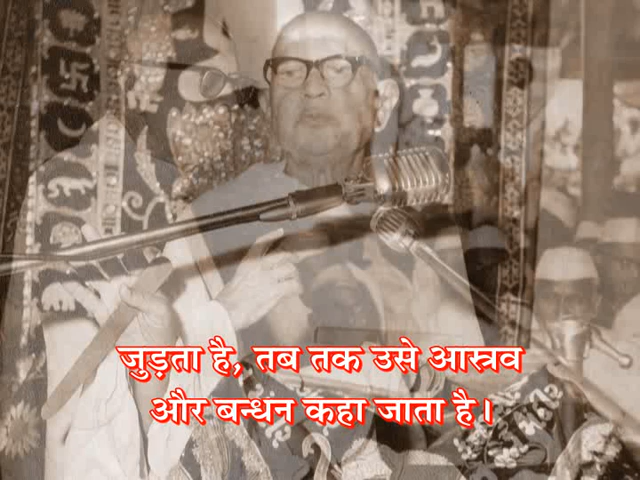 जुड़ता है, तब तक उसे आस्रव
और बन्धन कहा जाता है।